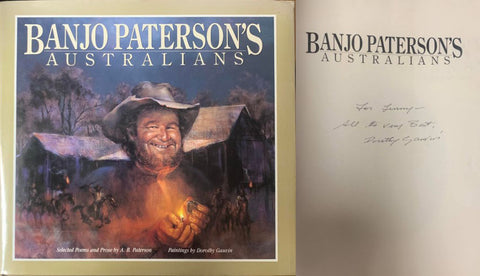 BANJO PATERSON'S
AUSTRALIANS
Selected Poems and Prose by A. B. Paterson
Paintings by Dorothy Gauvin
BANJO PATERSON'S
AUSTRALIANS
For
All the very Best,
Dorothy Gauvin